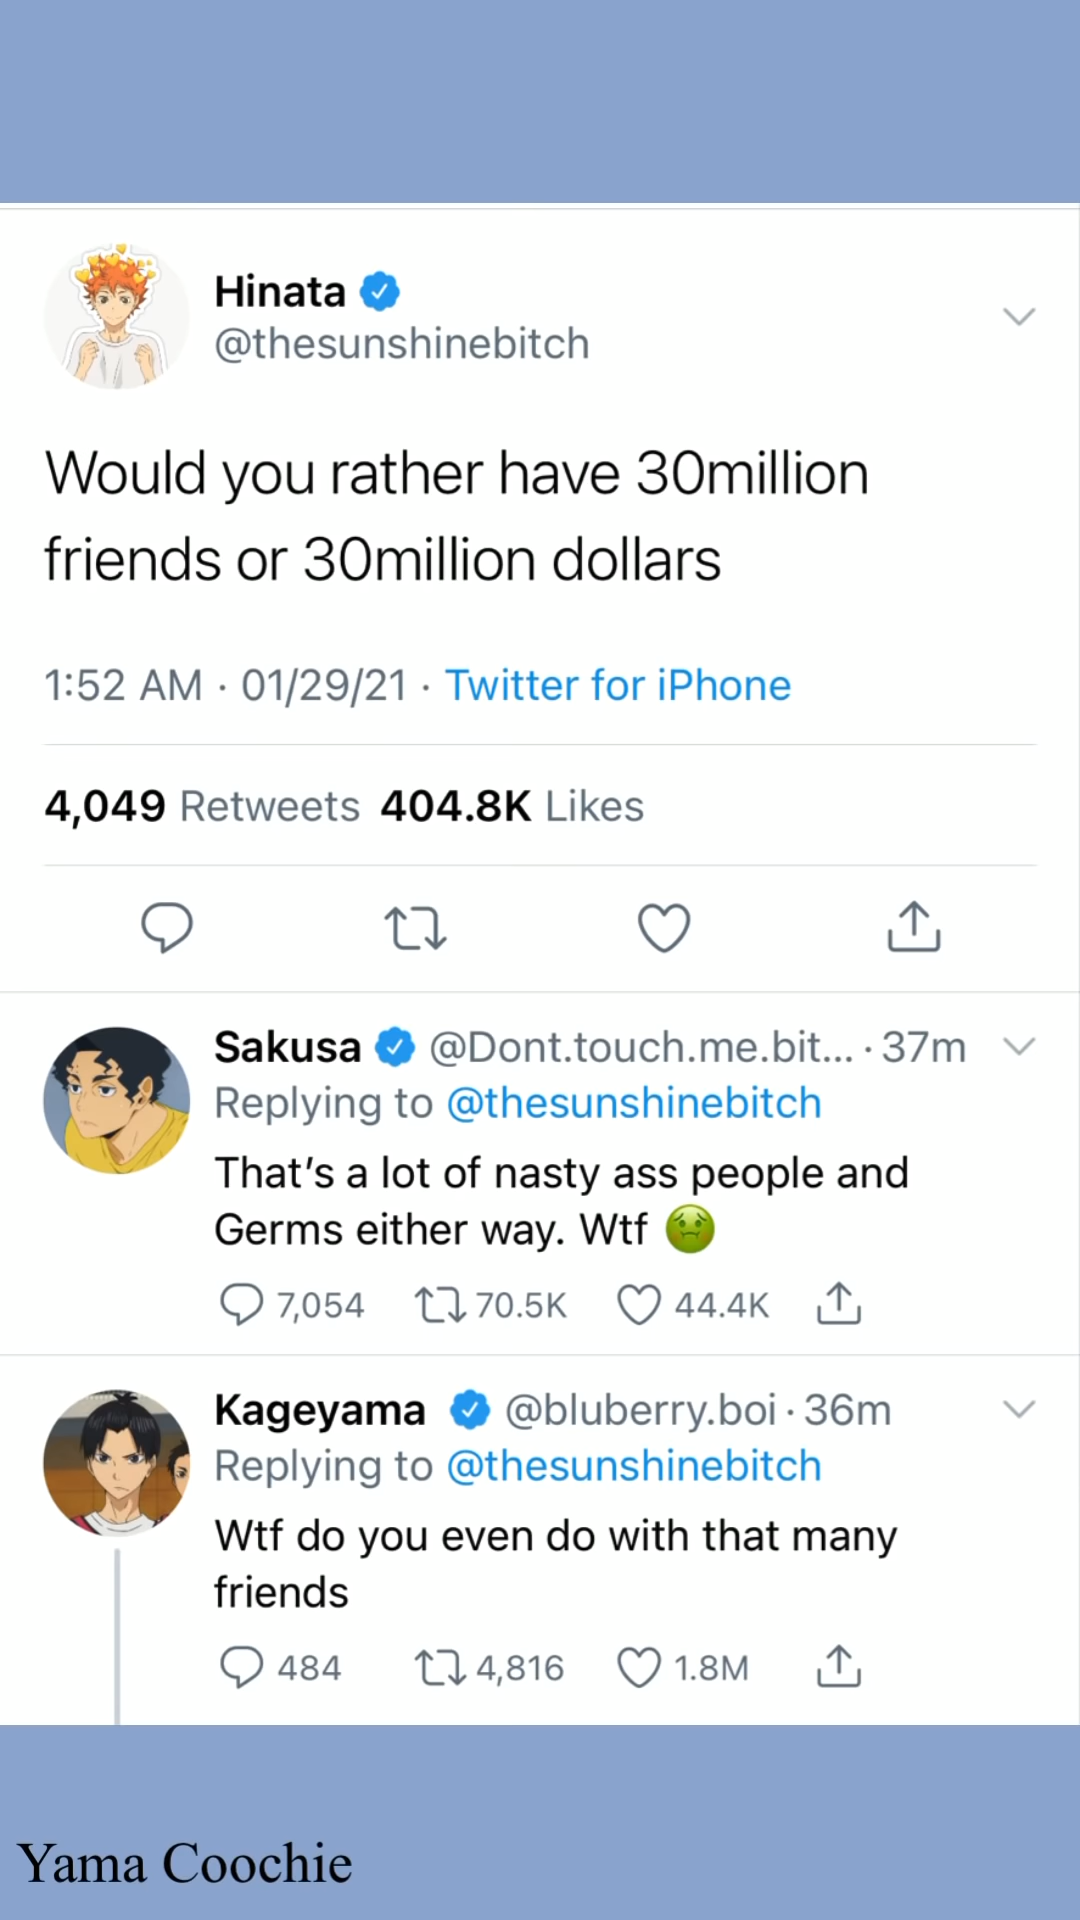 Hinata
@thesunshinebitch
Would you rather have 30million
friends or 30million dollars
1:52 AM · 01/29/21 · Twitter for iPhone
4,049 Retweets 404.8K Likes
Sakusa @Dont.touch.me.bit... · 37m
Replying to @thesunshinebitch
That's a lot of nasty ass people and
Germs either way. Wtf 🤢
7,054 70.5K 44.4K
Kageyama @bluberry.boi · 36m
Replying to @thesunshinebitch
Wtf do you even do with that many
friends
484 4,816 1.8M
Yama Coochie